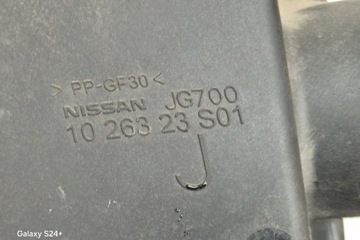 >PP-GF30<
NISSAN JG700
10 263 23 S01
J
Galaxy S24+